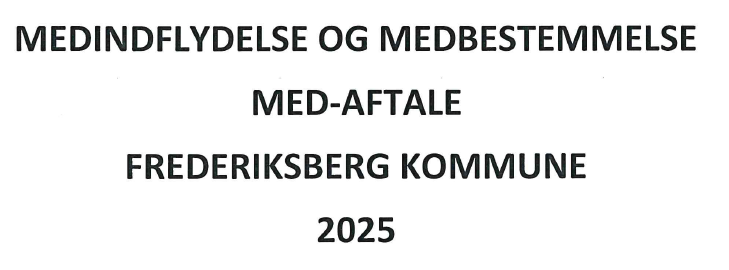 MEDINDFLYDELSE OG MEDBESTEMMELSE
MED-AFTALE
FREDERIKSBERG KOMMUNE
2025